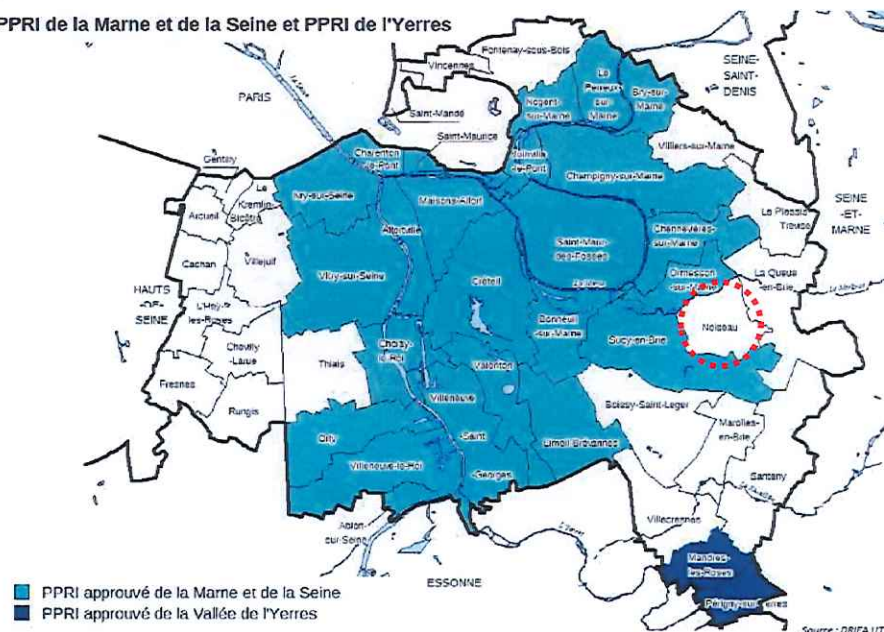 PPRI de la Marne et de la Seine et PPRI de l'Yerres
Fontenay-sous-Bois
Vincennes
SEINE-
SAINT-
DENIS
PARIS
Le
Perreux
sur
Marne
Bry-sur
Marne
Nogent
sur-Marne
Saint-Mandé
Saint-Maurice
Villiers-sur-Marne
Charenton
le-Pont
Joinville
le-Pont
Gentilly
Champigny-sur-Marne
Le
Kremlin-
Bicêtre
Ivry-sur-Seine
Maisons-Alfort
Arcueil
Le Plessis-
Trévise
SEINE
-ET-
MARNE
Alfortville
Chennevières
sur-Marne
Saint-Maur
des-Fossés
Villejuif
Cachan
Vitry-sur-Seine
Créteil
Ormesson
sur-Marne
La Queue
en-Brie
HAUTS
-DE-
SEINE
L'Haÿ-
les-Roses
Bonneuil
sur-Marne
Noiseau
Sucy-en-Brie
Choisy-
le-Roi
Chevilly
-Larue
Thiais
Valenton
Fresnes
Rungis
Villeneuve
-Saint
-Georges
Boissy-Saint-Leger
Marolles-
en-Brie
Orly
Limeil-Brévannes
Villeneuve-le-Roi
Santeny
Ablon
sur-Seine
Villecresnes
Mandres
les-Roses
ESSONNE
PPRI approuvé de la Marne et de la Seine
PPRI approuvé de la Vallée de l'Yerres
Périgny-sur
erres
Source : DRIEA UT